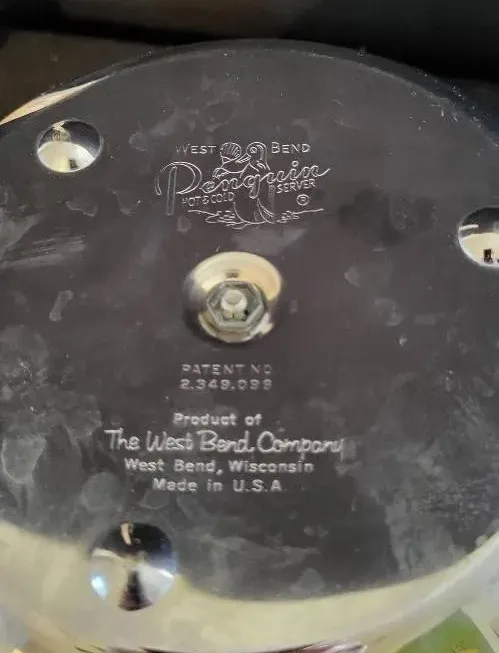 WEST BEND
Penguin
HOT & COLD SERVER
®
PATENT NO
2,349,099
Product of
The West Bend Company
West Bend, Wisconsin
Made in U.S.A